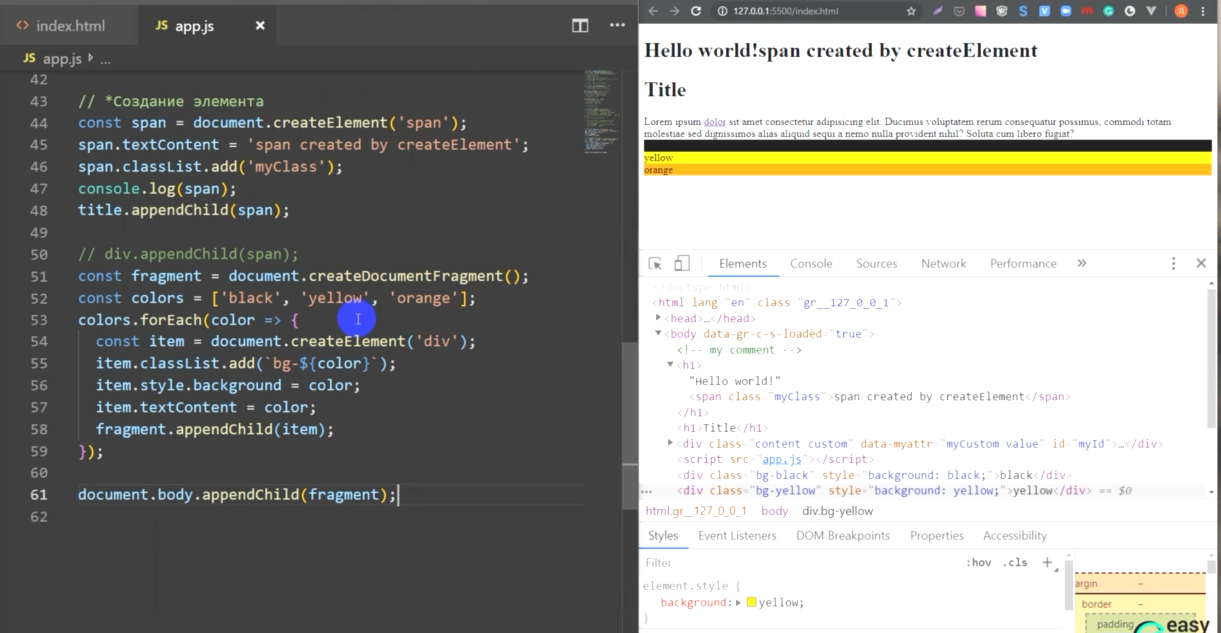 index.html
JS app.js ×
JS app.js ...
42
43 // *Создание элемента
44 const span = document.createElement('span');
45 span.textContent = 'span created by createElement';
46 span.classList.add('myClass');
47 console.log(span);
48 title.appendChild(span);
49
50 // div.appendChild(span);
51 const fragment = document.createDocumentFragment();
52 const colors = ['black', 'yellow', 'orange'];
53 colors.forEach(color => {
54 const item = document.createElement('div');
55 item.classList.add(`bg-${color}`);
56 item.style.background = color;
57 item.textContent = color;
58 fragment.appendChild(item);
59 });
60
61 document.body.appendChild(fragment);
62
127.0.0.1:5500/index.html
Hello world!span created by createElement
Title
Lorem ipsum dolor sit amet consectetur adipisicing elit. Ducimus voluptatem rerum consequatur possimus, commodi totam
molestiae sed dignissimos alias aliquid sequi a nemo nulla provident nihil? Soluta cum libero fugiat?
yellow
orange
Elements Console Sources Network Performance »
<!doctype html>
<html lang="en" class="gr__127_0_0_1">
<head>…</head>
<body data-gr-c-s-loaded="true">
<!-- my comment -->
<h1>
"Hello world!"
<span class="myClass">span created by createElement</span>
</h1>
<h1>Title</h1>
<div class="content custom" data-myattr="myCustom value" id="myId">…</div>
<script src="app.js"></script>
<div class="bg-black" style="background: black;">black</div>
<div class="bg-yellow" style="background: yellow;">yellow</div> == $0
html.gr__127_0_0_1 body div.bg-yellow
Styles Event Listeners DOM Breakpoints Properties Accessibility
Filter :hov .cls +
element.style {
background: yellow;
}
argin -
border -
padding
easy